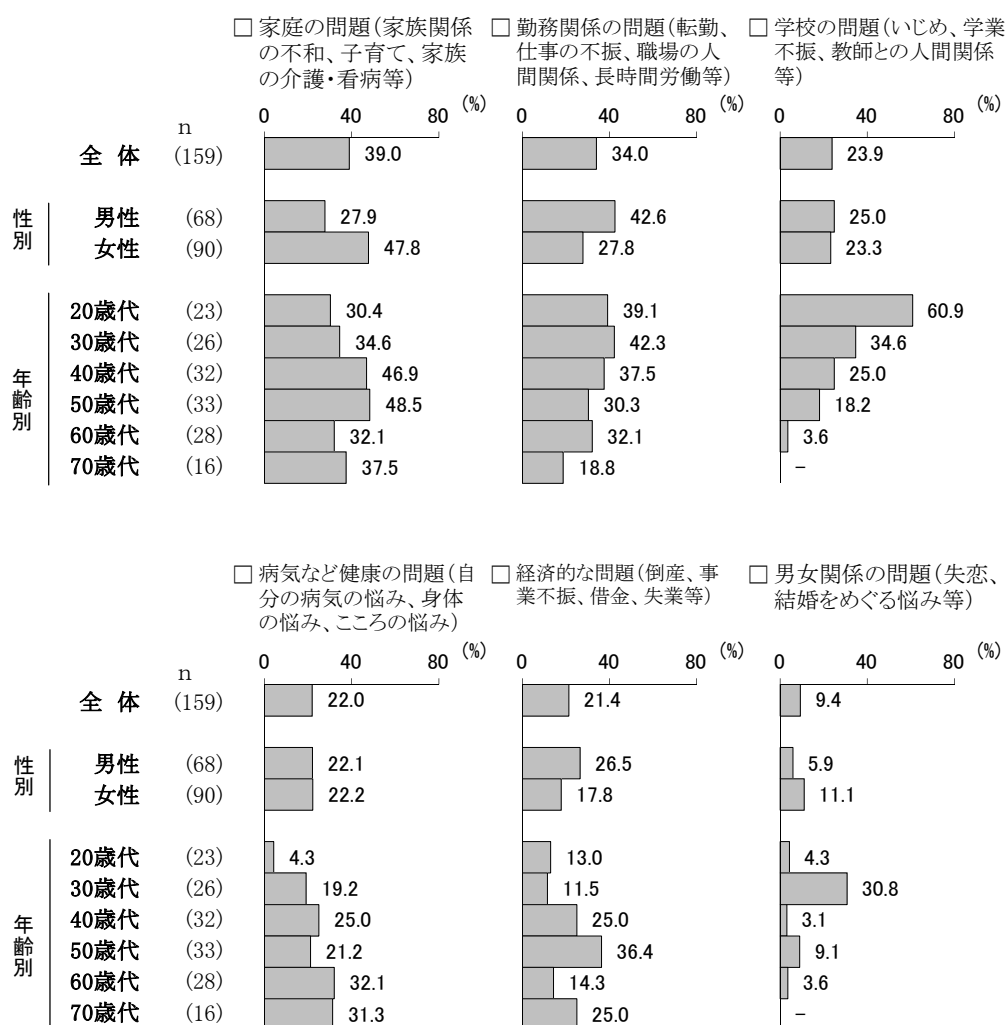 □ 家庭の問題(家族関係の不和、子育て、家族の介護・看病等)
□ 勤務関係の問題(転勤、仕事の不振、職場の人間関係、長時間労働等)
□ 学校の問題(いじめ、学業不振、教師との人間関係等)
(%) (%) (%)
n 0 40 80 0 40 80 0 40 80
全 体 (159) 39.0 34.0 23.9
性別
男性 (68) 27.9 42.6 25.0
女性 (90) 47.8 27.8 23.3
年齢別
20歳代 (23) 30.4 39.1 60.9
30歳代 (26) 34.6 42.3 34.6
40歳代 (32) 46.9 37.5 25.0
50歳代 (33) 48.5 30.3 18.2
60歳代 (28) 32.1 32.1 3.6
70歳代 (16) 37.5 18.8 －
□ 病気など健康の問題(自分の病気の悩み、身体の悩み、こころの悩み)
□ 経済的な問題(倒産、事業不振、借金、失業等)
□ 男女関係の問題(失恋、結婚をめぐる悩み等)
(%) (%) (%)
n 0 40 80 0 40 80 0 40 80
全 体 (159) 22.0 21.4 9.4
性別
男性 (68) 22.1 26.5 5.9
女性 (90) 22.2 17.8 11.1
年齢別
20歳代 (23) 4.3 13.0 4.3
30歳代 (26) 19.2 11.5 30.8
40歳代 (32) 25.0 25.0 3.1
50歳代 (33) 21.2 36.4 9.1
60歳代 (28) 32.1 14.3 3.6
70歳代 (16) 31.3 25.0 －